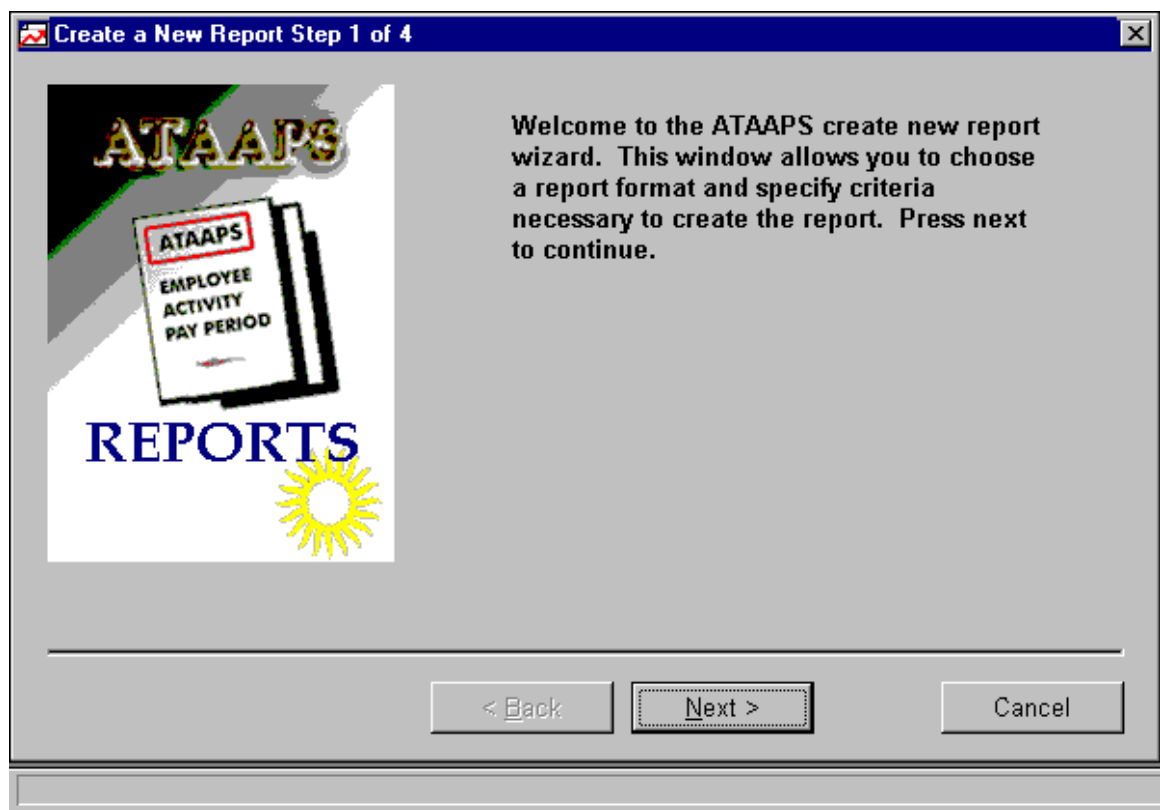 Create a New Report Step 1 of 4
ATAAPS
ATAAPS
EMPLOYEE
ACTIVITY
PAY PERIOD
REPORTS
Welcome to the ATAAPS create new report
wizard.  This window allows you to choose
a report format and specify criteria
necessary to create the report.  Press next
to continue.
< Back
Next >
Cancel